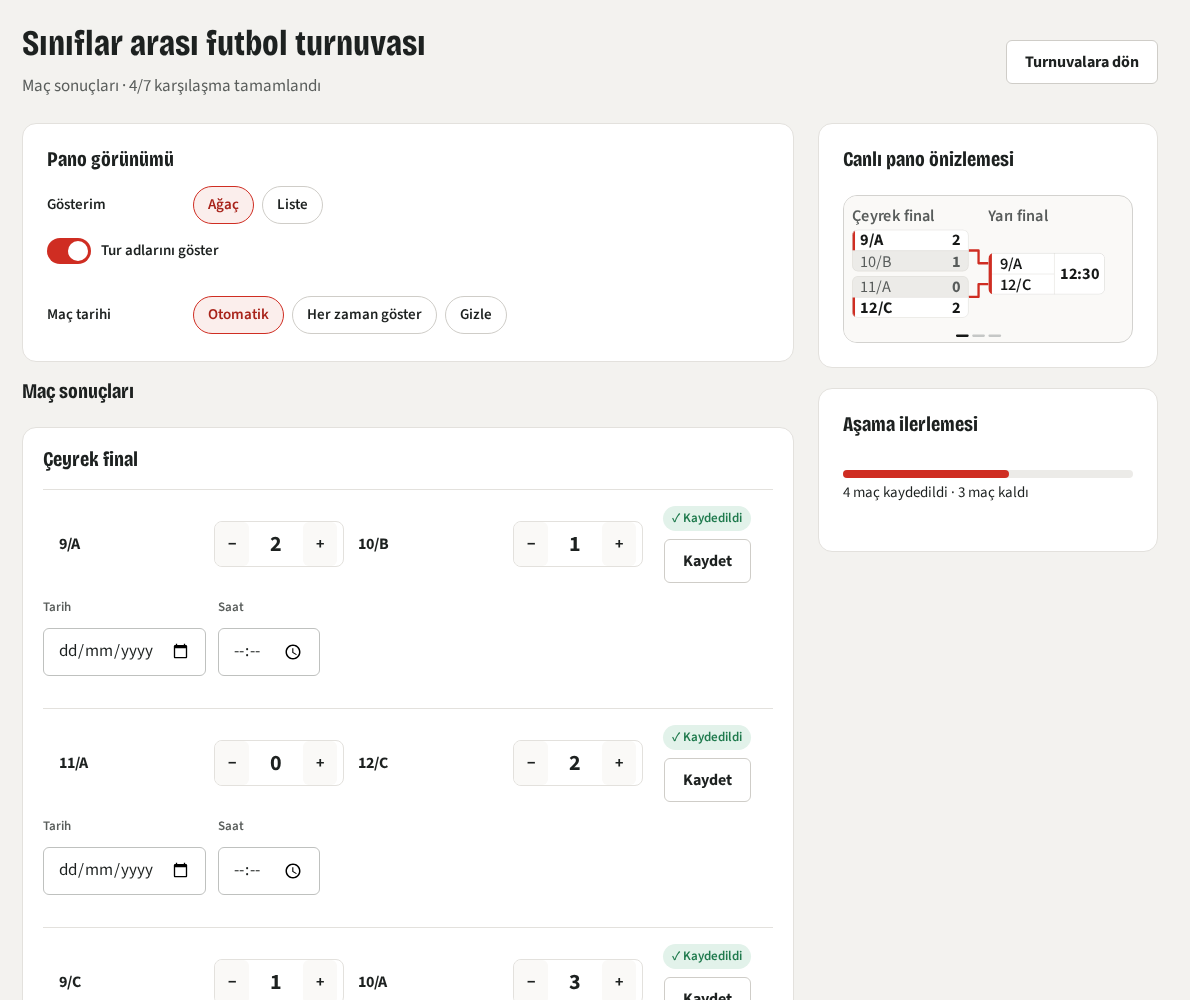 Sınıflar arası futbol turnuvası
Maç sonuçları · 4/7 karşılaşma tamamlandı
Turnuvalara dön
Pano görünümü
Gösterim
Ağaç
Liste
Tur adlarını göster
Maç tarihi
Otomatik
Her zaman göster
Gizle
Canlı pano önizlemesi
Çeyrek final
Yarı final
9/A 2
10/B 1
11/A 0
12/C 2
9/A
12/C
12:30
Aşama ilerlemesi
4 maç kaydedildi · 3 maç kaldı
Maç sonuçları
Çeyrek final
9/A − 2 + 10/B − 1 +
✓ Kaydedildi
Kaydet
Tarih Saat
dd/mm/yyyy --:--
11/A − 0 + 12/C − 2 +
✓ Kaydedildi
Kaydet
Tarih Saat
dd/mm/yyyy --:--
9/C − 1 + 10/A − 3 +
✓ Kaydedildi
Kaydet